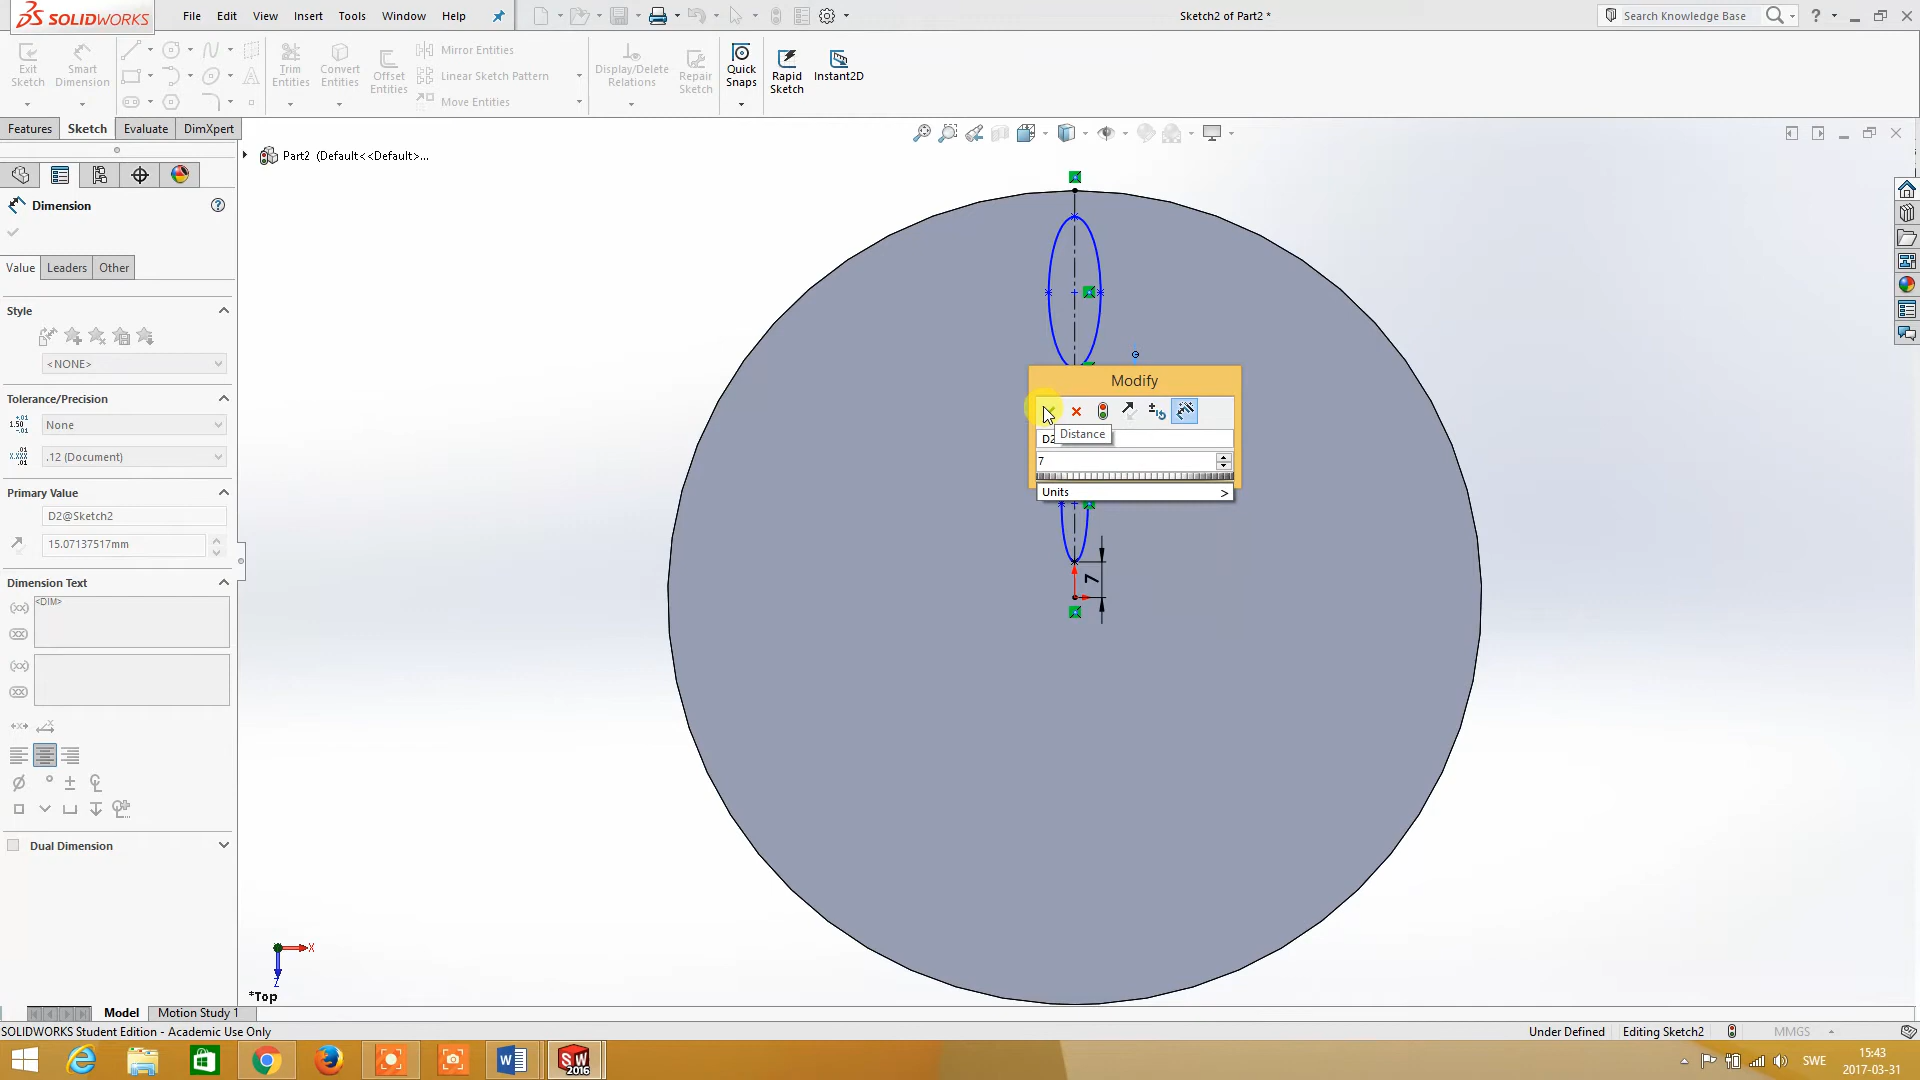 SOLIDWORKS
File Edit View Insert Tools Window Help
Sketch2 of Part2 *
Search Knowledge Base
Exit Sketch
Smart Dimension
Trim Entities
Convert Entities
Offset Entities
Mirror Entities
Linear Sketch Pattern
Move Entities
Display/Delete Relations
Repair Sketch
Quick Snaps
Rapid Sketch
Instant2D
Features Sketch Evaluate DimXpert
Part2 (Default<<Default>...
Dimension
Value Leaders Other
Style
<NONE>
Tolerance/Precision
None
.12 (Document)
Primary Value
D2@Sketch2
15.07137517mm
Dimension Text
<DIM>
Dual Dimension
Modify
D2
Distance
7
Units >
7
X
Z
*Top
Model Motion Study 1
SOLIDWORKS Student Edition - Academic Use Only
Under Defined Editing Sketch2 MMGS
SW 2016
SWE
15:43
2017-03-31